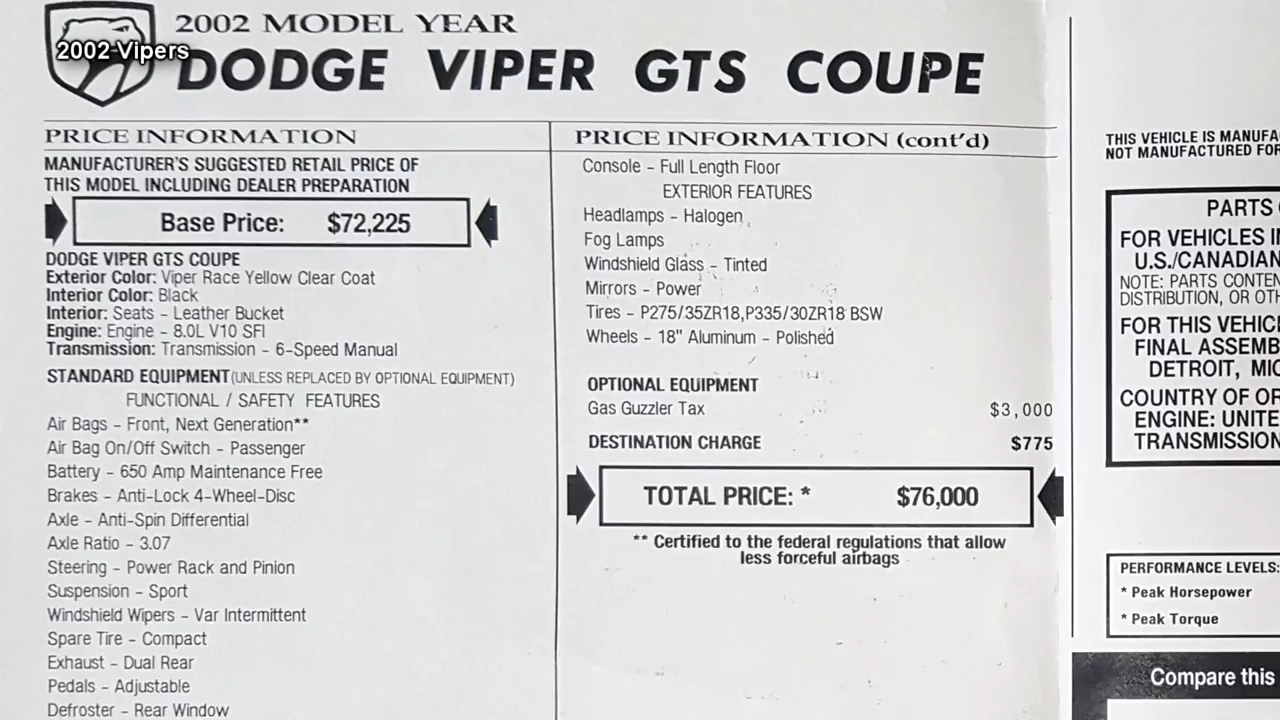 2002 MODEL YEAR
2002 Vipers
DODGE VIPER GTS COUPE
PRICE INFORMATION
MANUFACTURER'S SUGGESTED RETAIL PRICE OF
THIS MODEL INCLUDING DEALER PREPARATION
Base Price: $72,225
DODGE VIPER GTS COUPE
Exterior Color: Viper Race Yellow Clear Coat
Interior Color: Black
Interior: Seats – Leather Bucket
Engine: Engine – 8.0L V10 SFI
Transmission: Transmission – 6–Speed Manual
STANDARD EQUIPMENT (UNLESS REPLACED BY OPTIONAL EQUIPMENT)
FUNCTIONAL / SAFETY FEATURES
Air Bags – Front, Next Generation**
Air Bag On/Off Switch – Passenger
Battery – 650 Amp Maintenance Free
Brakes – Anti–Lock 4–Wheel–Disc
Axle – Anti–Spin Differential
Axle Ratio – 3.07
Steering – Power Rack and Pinion
Suspension – Sport
Windshield Wipers – Var Intermittent
Spare Tire – Compact
Exhaust – Dual Rear
Pedals – Adjustable
Defroster – Rear Window
PRICE INFORMATION (cont'd)
Console – Full Length Floor
EXTERIOR FEATURES
Headlamps – Halogen
Fog Lamps
Windshield Glass – Tinted
Mirrors – Power
Tires – P275/35ZR18,P335/30ZR18 BSW
Wheels – 18" Aluminum – Polished
OPTIONAL EQUIPMENT
Gas Guzzler Tax $3,000
DESTINATION CHARGE $775
TOTAL PRICE: * $76,000
** Certified to the federal regulations that allow
less forceful airbags
THIS VEHICLE IS MANUFA
NOT MANUFACTURED FOR
PARTS
FOR VEHICLES IN
U.S./CANADIAN
NOTE: PARTS CONTEN
DISTRIBUTION, OR OTH
FOR THIS VEHIC
FINAL ASSEMB
DETROIT, MIC
COUNTRY OF OR
ENGINE: UNITE
TRANSMISSION
PERFORMANCE LEVELS:
* Peak Horsepower
* Peak Torque
Compare this